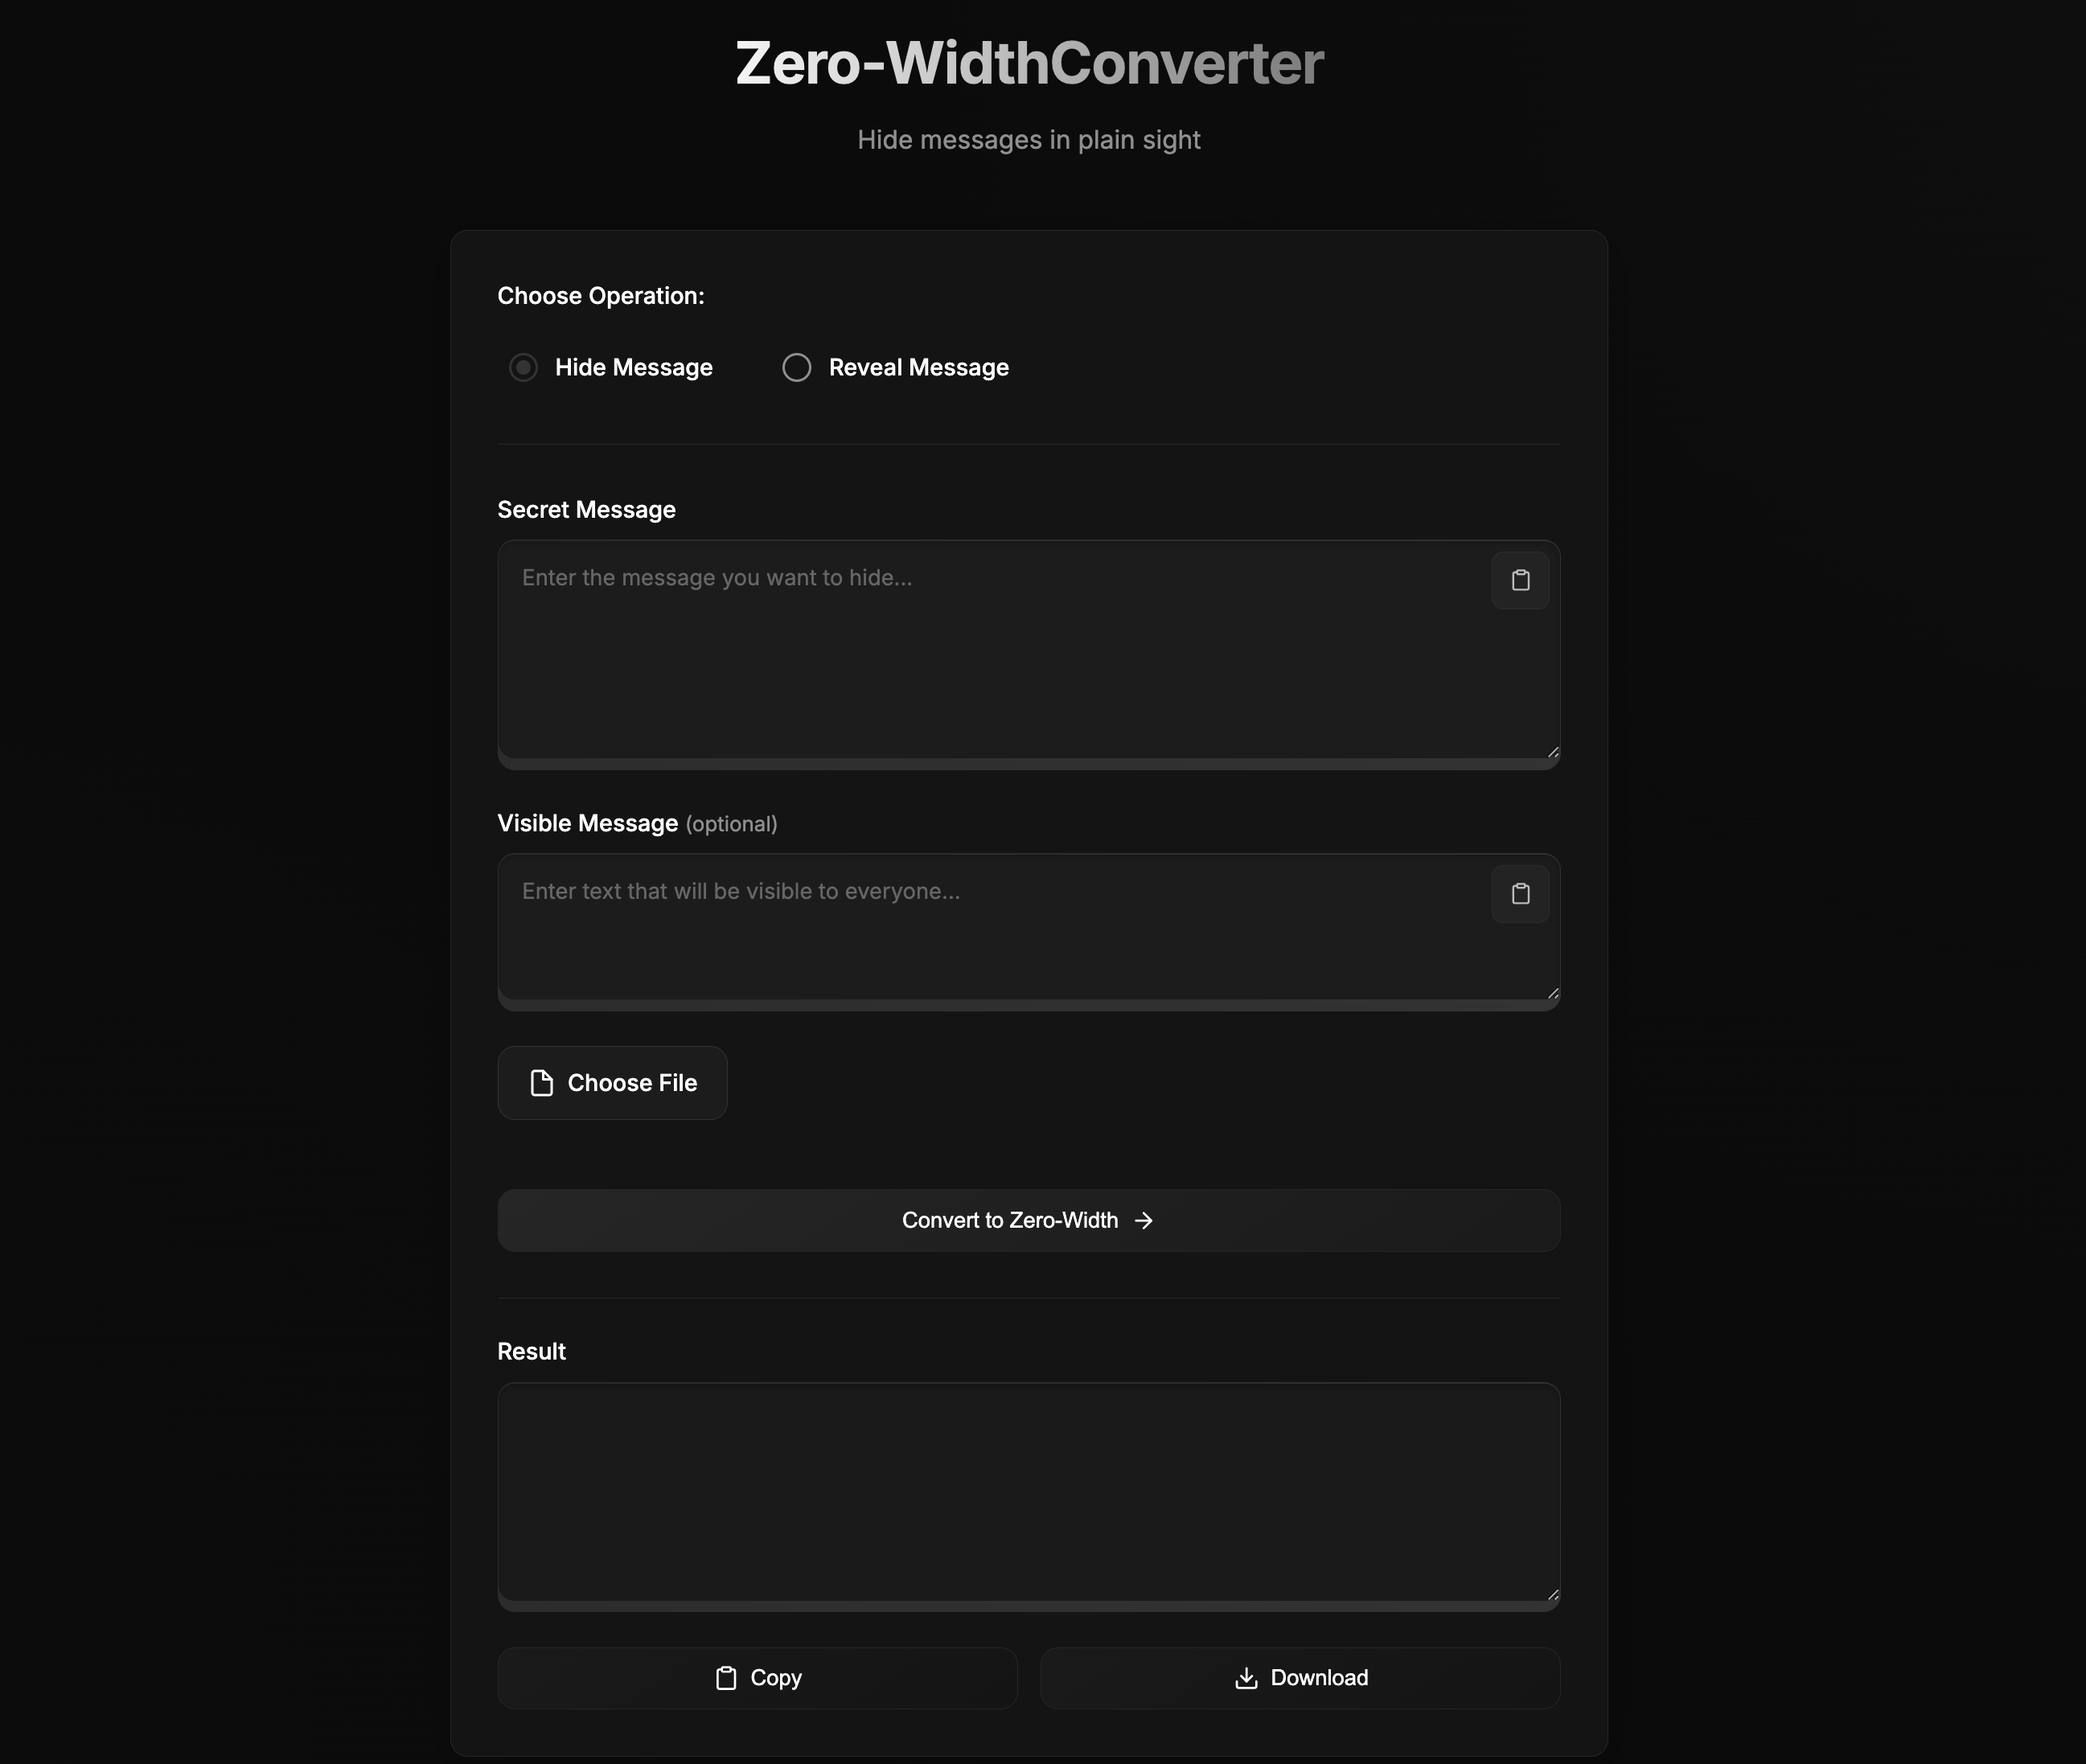 Zero-WidthConverter
Hide messages in plain sight
Choose Operation:
Hide Message Reveal Message
Secret Message
Enter the message you want to hide...
Visible Message (optional)
Enter text that will be visible to everyone...
Choose File
Convert to Zero-Width →
Result
Copy Download